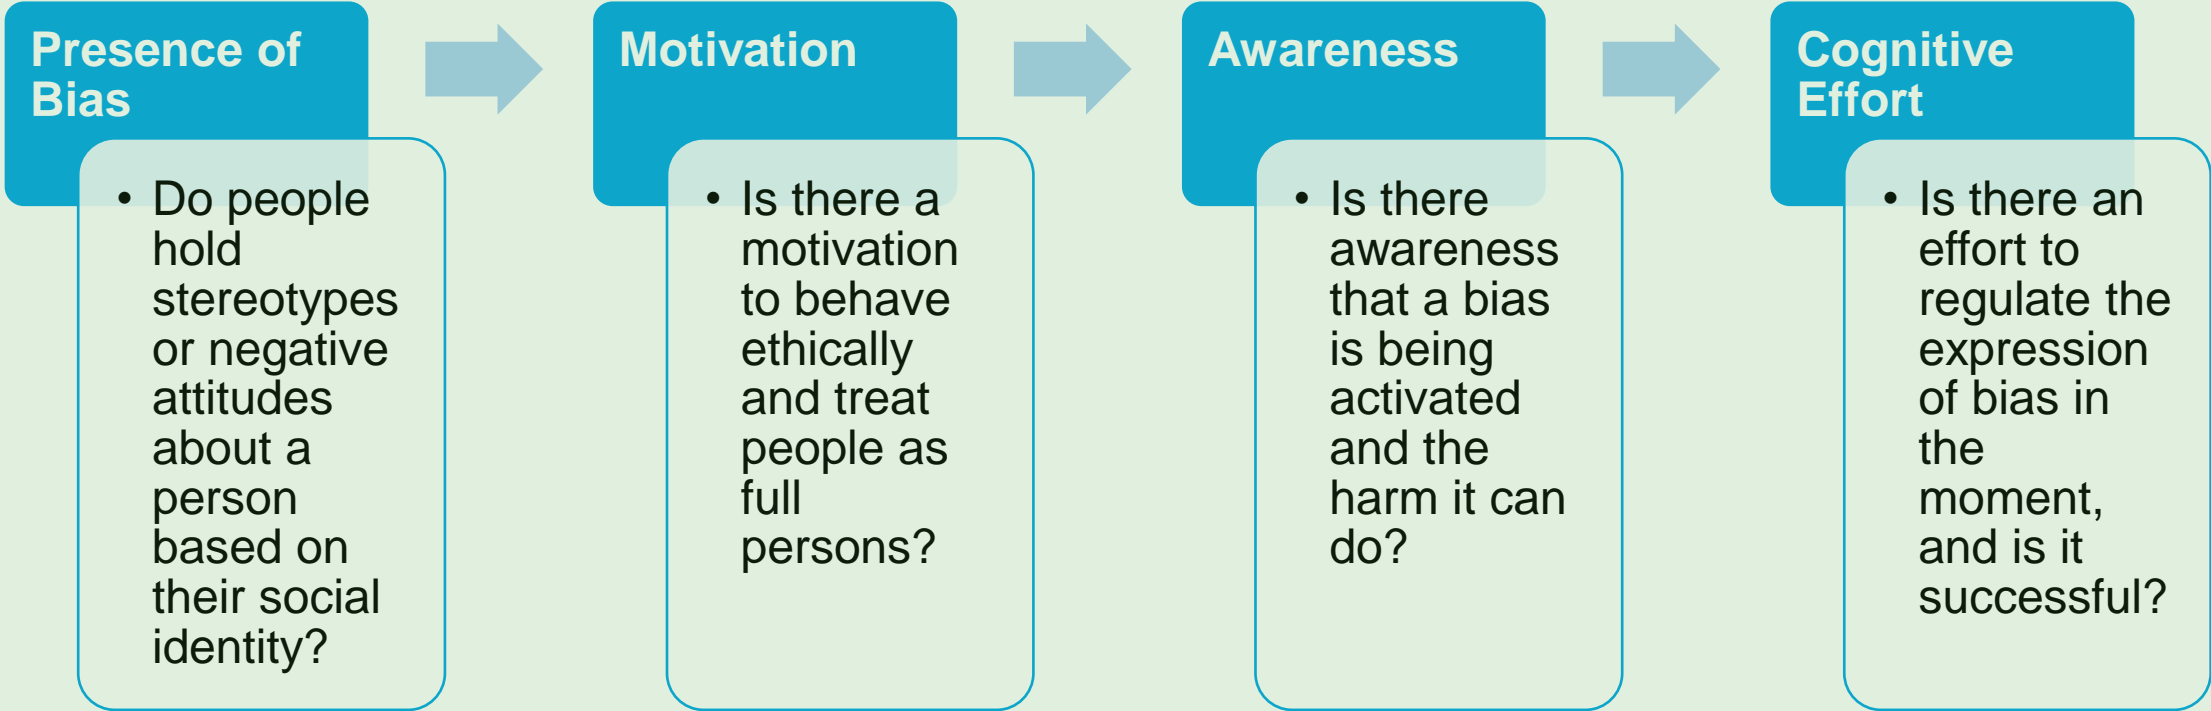 Presence of
Bias
• Do people
hold
stereotypes
or negative
attitudes
about a
person
based on
their social
identity?
Motivation
• Is there a
motivation
to behave
ethically
and treat
people as
full
persons?
Awareness
• Is there
awareness
that a bias
is being
activated
and the
harm it can
do?
Cognitive
Effort
• Is there an
effort to
regulate the
expression
of bias in
the
moment,
and is it
successful?